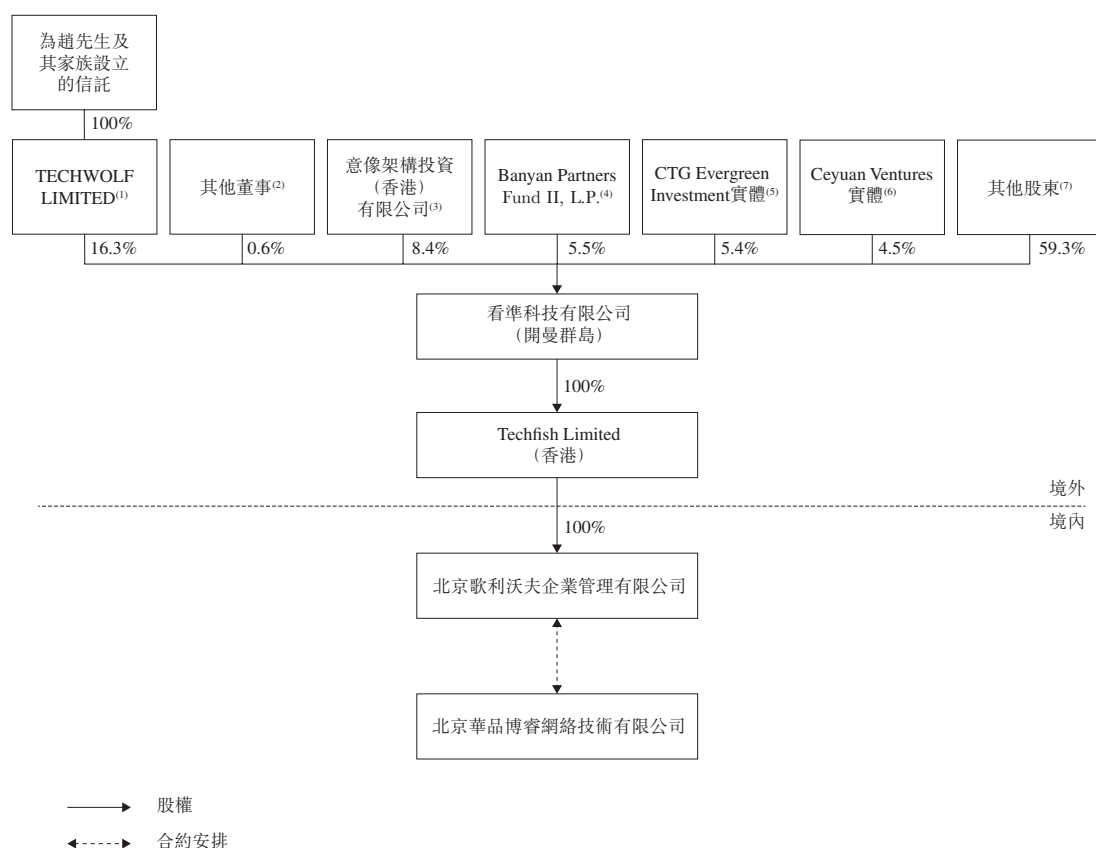 為趙先生及
其家族設立
的信託
100%
TECHWOLF
LIMITED(1)
其他董事(2)
意像架構投資
（香港）
有限公司(3)
Banyan Partners
Fund II, L.P.(4)
CTG Evergreen
Investment實體(5)
Ceyuan Ventures
實體(6)
其他股東(7)
16.3%
0.6%
8.4%
5.5%
5.4%
4.5%
59.3%
看準科技有限公司
（開曼群島）
100%
Techfish Limited
（香港）
境外
境內
100%
北京歌利沃夫企業管理有限公司
北京華品博睿網絡技術有限公司
股權
合約安排